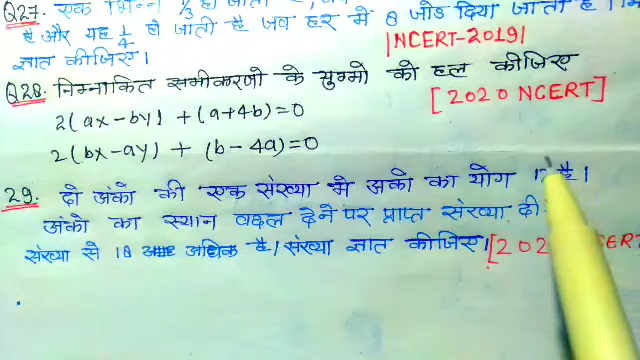 Q27. एक भिन्न 1/3 हो जाती है
है और यह 1/4 हो जाती है जब हर में 8 जोड़ दिया जाता है।
ज्ञात कीजिए। |NCERT-2019|
Q28. निम्नांकित समीकरणो के युग्मो को हल कीजिए
[2020 NCERT]
2(ax-by) + (a+4b)=0
2(bx-ay) + (b-4a)=0
29. दो अंको की एक संख्या मे अंको का योग है।
अंको का स्थान बदल देने पर प्राप्त संख्या दी
संख्या से 18 अधिक है। संख्या ज्ञात कीजिए। [202